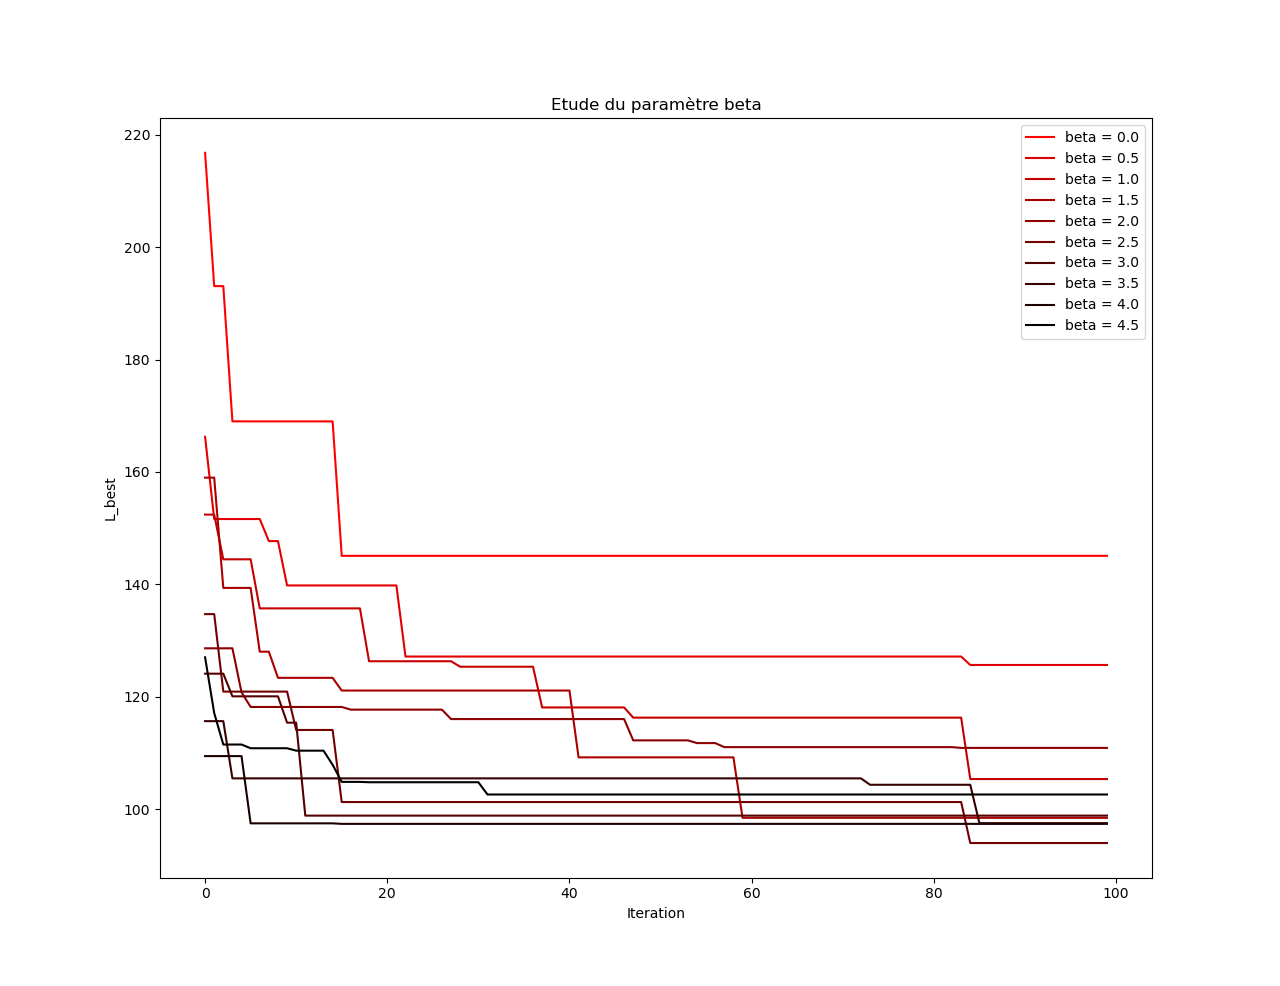 Etude du paramètre beta
220
200
180
160
140
120
100
L_best
0
20
40
60
80
100
Iteration
beta = 0.0
beta = 0.5
beta = 1.0
beta = 1.5
beta = 2.0
beta = 2.5
beta = 3.0
beta = 3.5
beta = 4.0
beta = 4.5